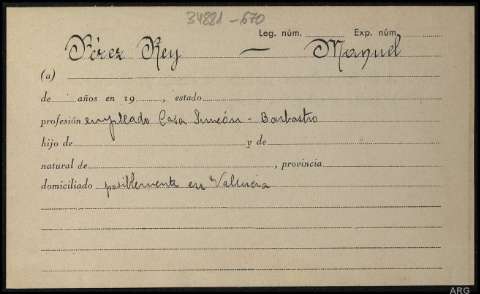 34881-670
Leg. núm. Exp. núm.
Pérez Rey — Manuel
(a)
de años en 19 , estado
profesión empleado Casa Simeón - Barbastro
hijo de y de
natural de , provincia
domiciliado posiblemente en Valencia
ARG